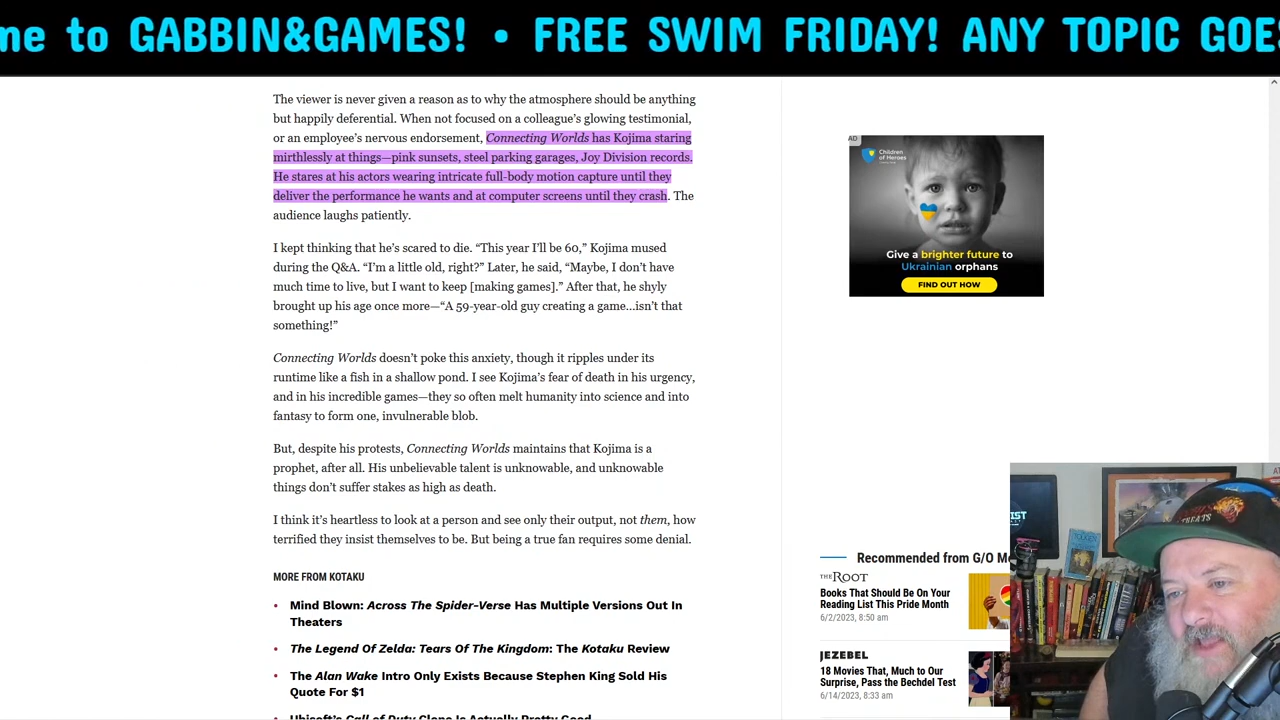 me to GABBIN&GAMES! • FREE SWIM FRIDAY! ANY TOPIC GOES
The viewer is never given a reason as to why the atmosphere should be anything
but happily deferential. When not focused on a colleague’s glowing testimonial,
or an employee’s nervous endorsement, Connecting Worlds has Kojima staring
mirthlessly at things—pink sunsets, steel parking garages, Joy Division records.
He stares at his actors wearing intricate full-body motion capture until they
deliver the performance he wants and at computer screens until they crash. The
audience laughs patiently.
I kept thinking that he’s scared to die. “This year I’ll be 60,” Kojima mused
during the Q&A. “I’m a little old, right?” Later, he said, “Maybe, I don’t have
much time to live, but I want to keep [making games].” After that, he shyly
brought up his age once more—“A 59-year-old guy creating a game…isn’t that
something!”
Connecting Worlds doesn’t poke this anxiety, though it ripples under its
runtime like a fish in a shallow pond. I see Kojima’s fear of death in his urgency,
and in his incredible games—they so often melt humanity into science and into
fantasy to form one, invulnerable blob.
But, despite his protests, Connecting Worlds maintains that Kojima is a
prophet, after all. His unbelievable talent is unknowable, and unknowable
things don’t suffer stakes as high as death.
I think it’s heartless to look at a person and see only their output, not them, how
terrified they insist themselves to be. But being a true fan requires some denial.
MORE FROM KOTAKU
• Mind Blown: Across The Spider-Verse Has Multiple Versions Out In
Theaters
• The Legend Of Zelda: Tears Of The Kingdom: The Kotaku Review
• The Alan Wake Intro Only Exists Because Stephen King Sold His
Quote For $1
• Ubisoft’s Call of Duty Clone Is Actually Pretty Good
AD
Children
of Heroes
Give a brighter future to
Ukrainian orphans
FIND OUT HOW
Recommended from G/O
THE ROOT
Books That Should Be On Your
Reading List This Pride Month
6/2/2023, 8:50 am
JEZEBEL
18 Movies That, Much to Our
Surprise, Pass the Bechdel Test
6/14/2023, 8:33 am
TOLKIEN